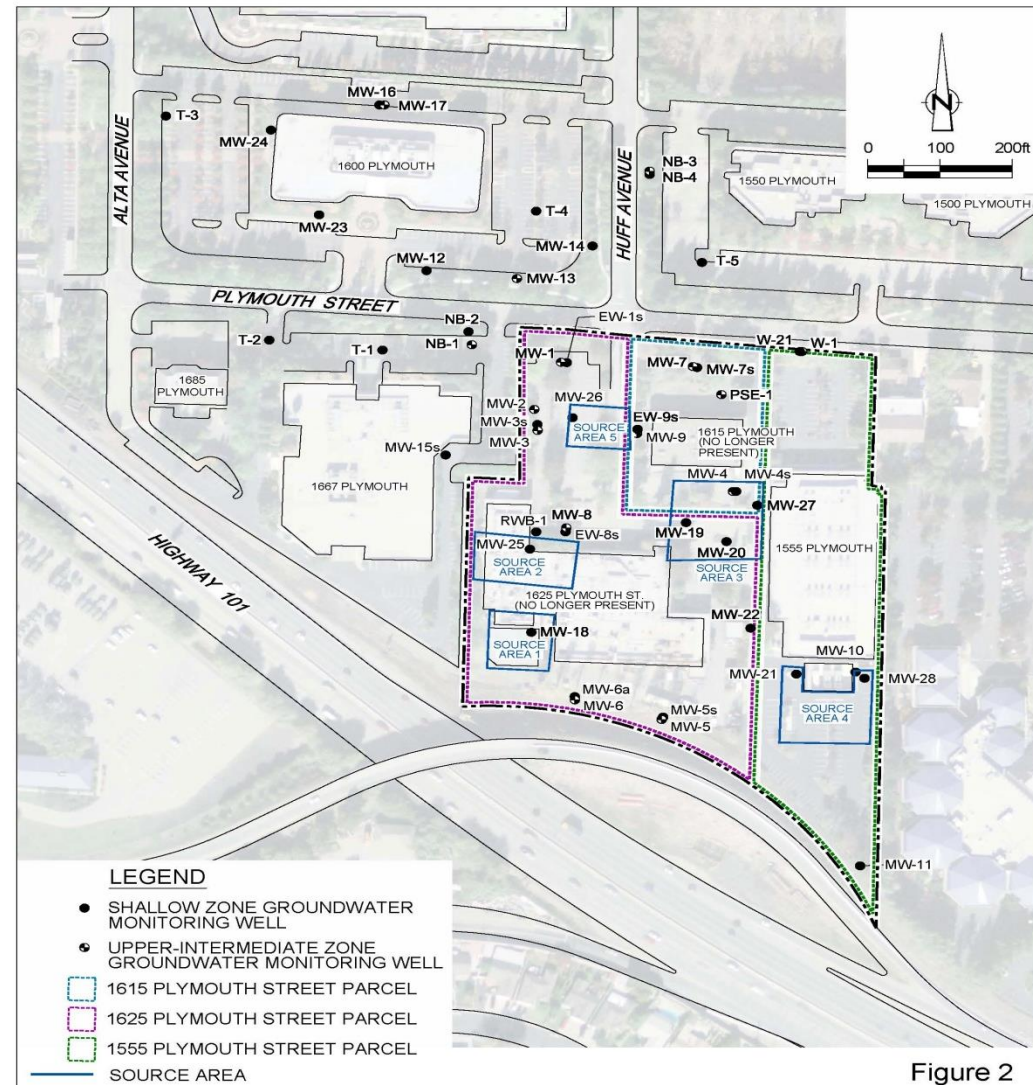 MW-16
MW-17
T-3
MW-24
1600 PLYMOUTH
ALTA AVENUE
HUFF AVENUE
NB-3
NB-4
1550 PLYMOUTH
1500 PLYMOUTH
N
0 100 200ft
MW-23
T-4
MW-14
MW-12
MW-13
T-5
PLYMOUTH STREET
EW-1s
NB-2
NB-1
T-2
T-1
W-21
W-1
MW-1
MW-7
MW-7s
1685
PLYMOUTH
MW-2
MW-26
PSE-1
MW-3s
MW-3
SOURCE
AREA 5
EW-9s
MW-9
1615 PLYMOUTH
(NO LONGER
PRESENT)
MW-15s
1667 PLYMOUTH
MW-4
MW-4s
MW-27
RWB-1
MW-8
EW-8s
MW-19
MW-25
MW-20
SOURCE
AREA 2
SOURCE
AREA 3
1555 PLYMOUTH
HIGHWAY 101
1625 PLYMOUTH ST.
(NO LONGER PRESENT)
MW-22
MW-18
SOURCE
AREA 1
MW-10
MW-21
MW-28
SOURCE
AREA 4
MW-6a
MW-6
MW-5s
MW-5
MW-11
LEGEND
SHALLOW ZONE GROUNDWATER
MONITORING WELL
UPPER-INTERMEDIATE ZONE
GROUNDWATER MONITORING WELL
1615 PLYMOUTH STREET PARCEL
1625 PLYMOUTH STREET PARCEL
1555 PLYMOUTH STREET PARCEL
SOURCE AREA
Figure 2